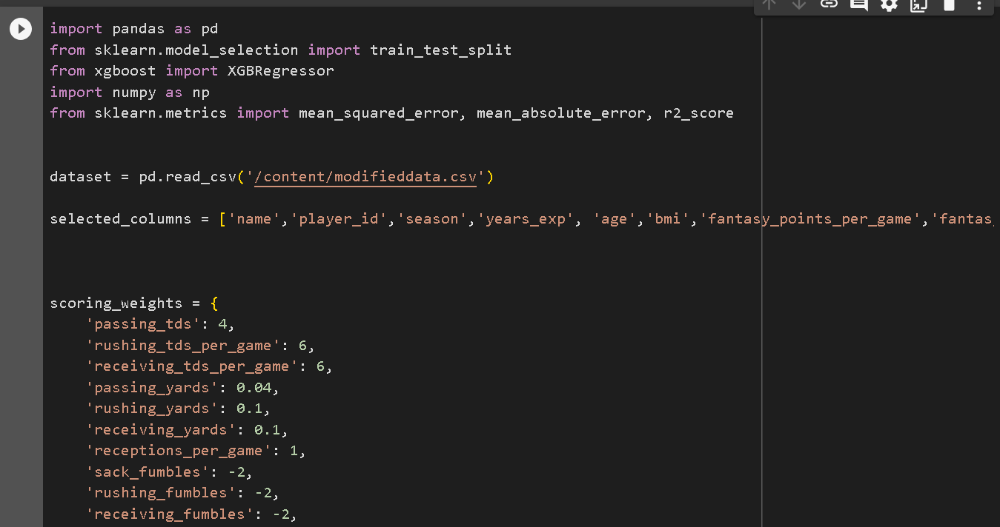 import pandas as pd
from sklearn.model_selection import train_test_split
from xgboost import XGBRegressor
import numpy as np
from sklearn.metrics import mean_squared_error, mean_absolute_error, r2_score
dataset = pd.read_csv('/content/modifieddata.csv')
selected_columns = ['name','player_id','season','years_exp', 'age','bmi','fantasy_points_per_game','fantas
scoring_weights = {
    'passing_tds': 4,
    'rushing_tds_per_game': 6,
    'receiving_tds_per_game': 6,
    'passing_yards': 0.04,
    'rushing_yards': 0.1,
    'receiving_yards': 0.1,
    'receptions_per_game': 1,
    'sack_fumbles': -2,
    'rushing_fumbles': -2,
    'receiving_fumbles': -2,